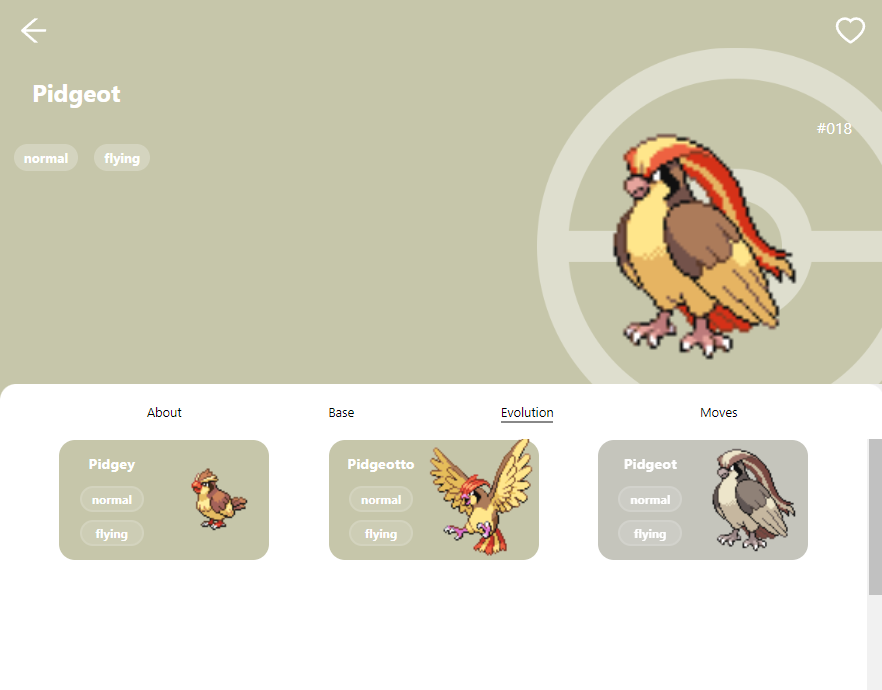 Pidgeot
#018
normal flying
About Base Evolution Moves
Pidgey Pidgeotto Pidgeot
normal normal normal
flying flying flying